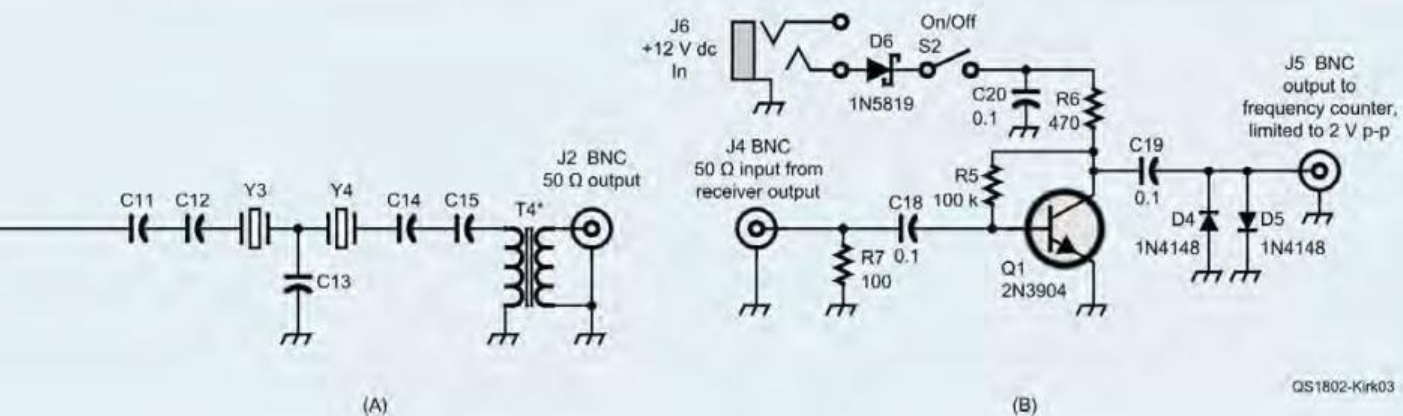 C11
C12
Y3
Y4
C14
C15
C13
T4*
J2 BNC
50 Ω output
(A)
J6
+12 V dc
In
D6
1N5819
On/Off
S2
C20
0.1
R6
470
J4 BNC
50 Ω input from
receiver output
R7
100
C18
0.1
R5
100 k
Q1
2N3904
C19
0.1
D4
1N4148
D5
1N4148
J5 BNC
output to
frequency counter,
limited to 2 V p-p
(B)
QS1802-Kirk03